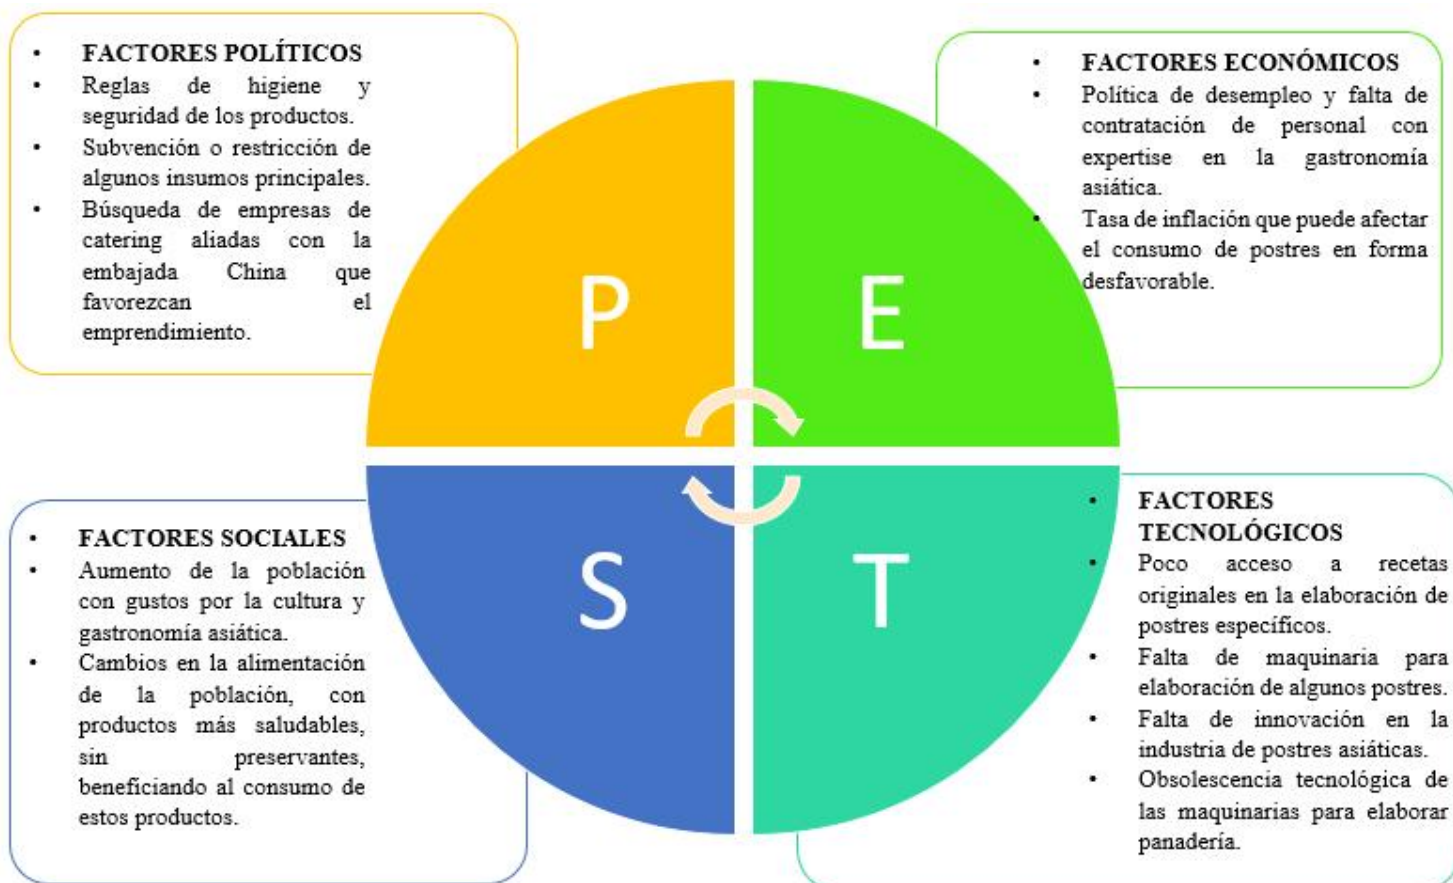 • FACTORES POLÍTICOS
• Reglas de higiene y
seguridad de los productos.
• Subvención o restricción de
algunos insumos principales.
• Búsqueda de empresas de
catering aliadas con la
embajada China que
favorezcan el
emprendimiento.
• FACTORES ECONÓMICOS
• Política de desempleo y falta de
contratación de personal con
expertise en la gastronomía
asiática.
• Tasa de inflación que puede afectar
el consumo de postres en forma
desfavorable.
P
E
S
T
• FACTORES SOCIALES
• Aumento de la población
con gustos por la cultura y
gastronomía asiática.
• Cambios en la alimentación
de la población, con
productos más saludables,
sin preservantes,
beneficiando al consumo de
estos productos.
• FACTORES
TECNOLÓGICOS
• Poco acceso a recetas
originales en la elaboración de
postres específicos.
• Falta de maquinaria para
elaboración de algunos postres.
• Falta de innovación en la
industria de postres asiáticas.
• Obsolescencia tecnológica de
las maquinarias para elaborar
panadería.